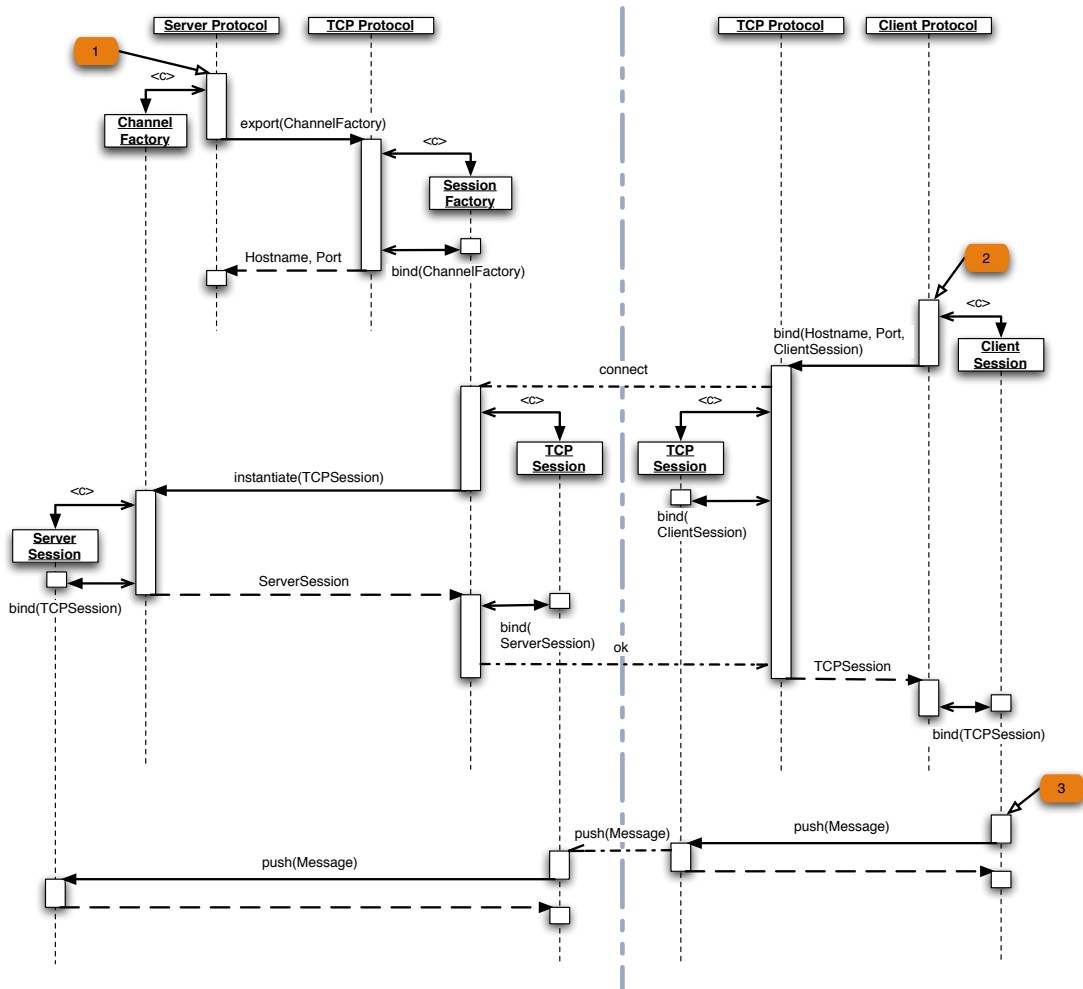 Server Protocol
TCP Protocol
TCP Protocol
Client Protocol
1
<c>
Channel
Factory
export(ChannelFactory)
<c>
Session
Factory
Hostname, Port
bind(ChannelFactory)
2
<c>
bind(Hostname, Port,
ClientSession)
Client
Session
connect
<c>
<c>
TCP
Session
TCP
Session
instantiate(TCPSession)
<c>
bind(
ClientSession)
Server
Session
ServerSession
bind(TCPSession)
bind(
ServerSession)
ok
TCPSession
bind(TCPSession)
3
push(Message)
push(Message)
push(Message)